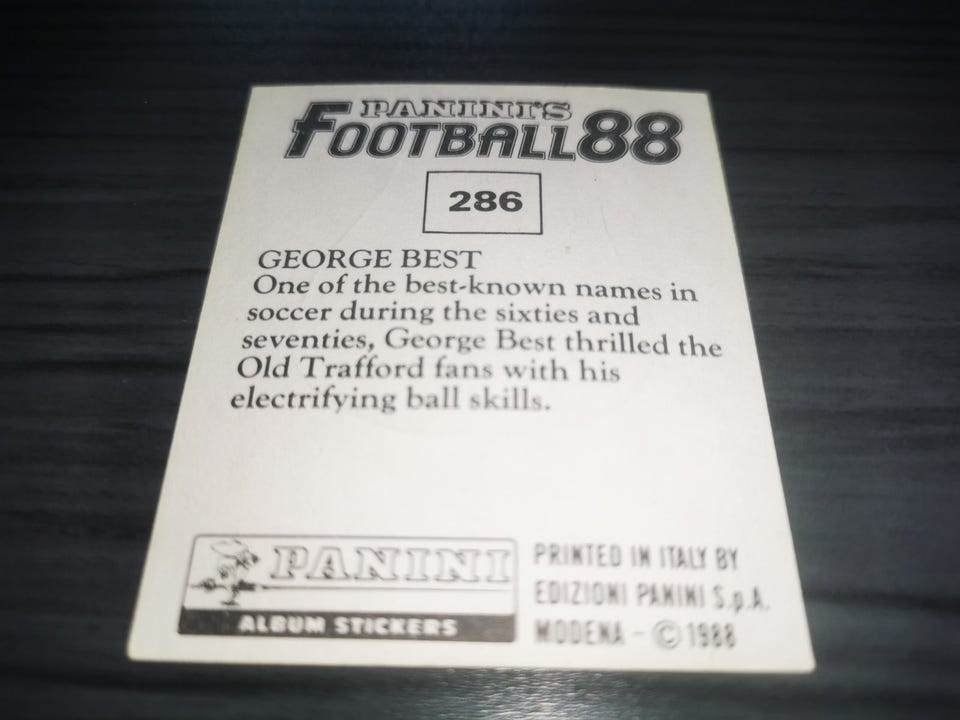 PANINI'S
FOOTBALL 88
286
GEORGE BEST
One of the best-known names in
soccer during the sixties and
seventies, George Best thrilled the
Old Trafford fans with his
electrifying ball skills.
PANINI
ALBUM STICKERS
PRINTED IN ITALY BY
EDIZIONI PANINI S.p.A.
MODENA - © 1988